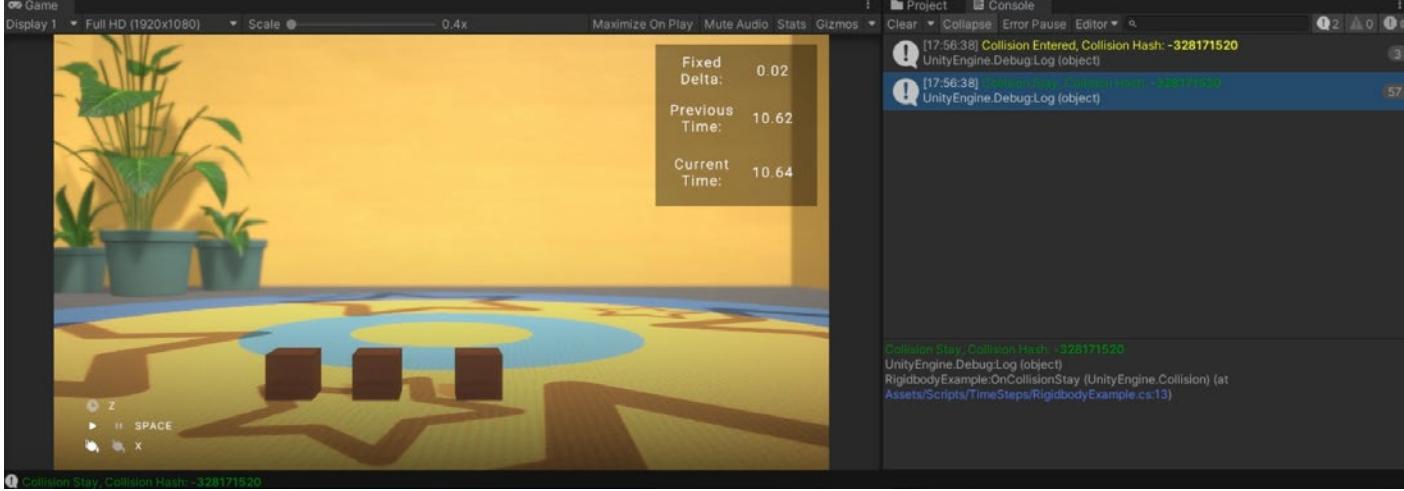 Game
Display 1 Full HD (1920x1080) Scale 0.4x Maximize On Play Mute Audio Stats Gizmos
Fixed
Delta: 0.02
Previous
Time: 10.62
Current
Time: 10.64
Z
SPACE
X
Project Console
Clear Collapse Error Pause Editor 2 0
[17:56:38] Collision Entered, Collision Hash: -328171520
UnityEngine.Debug:Log (object)
3
[17:56:38] Collision Stay, Collision Hash: -328171520
UnityEngine.Debug:Log (object)
57
Collision Stay, Collision Hash: -328171520
UnityEngine.Debug:Log (object)
RigidbodyExample:OnCollisionStay (UnityEngine.Collision) (at
Assets/Scripts/TimeSteps/RigidbodyExample.cs:13)
Collision Stay, Collision Hash: -328171520